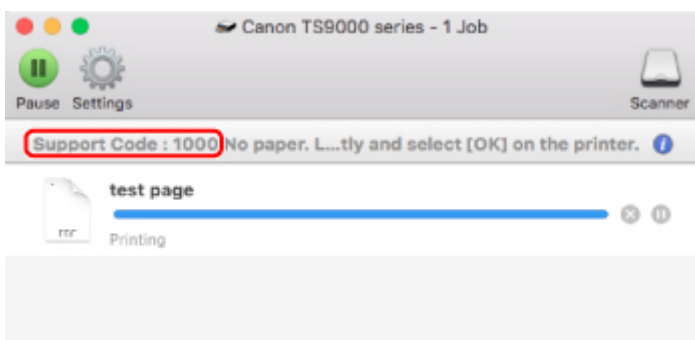 Canon TS9000 series - 1 Job
Pause Settings Scanner
Support Code : 1000 No paper. L...tly and select [OK] on the printer.
test page
Printing